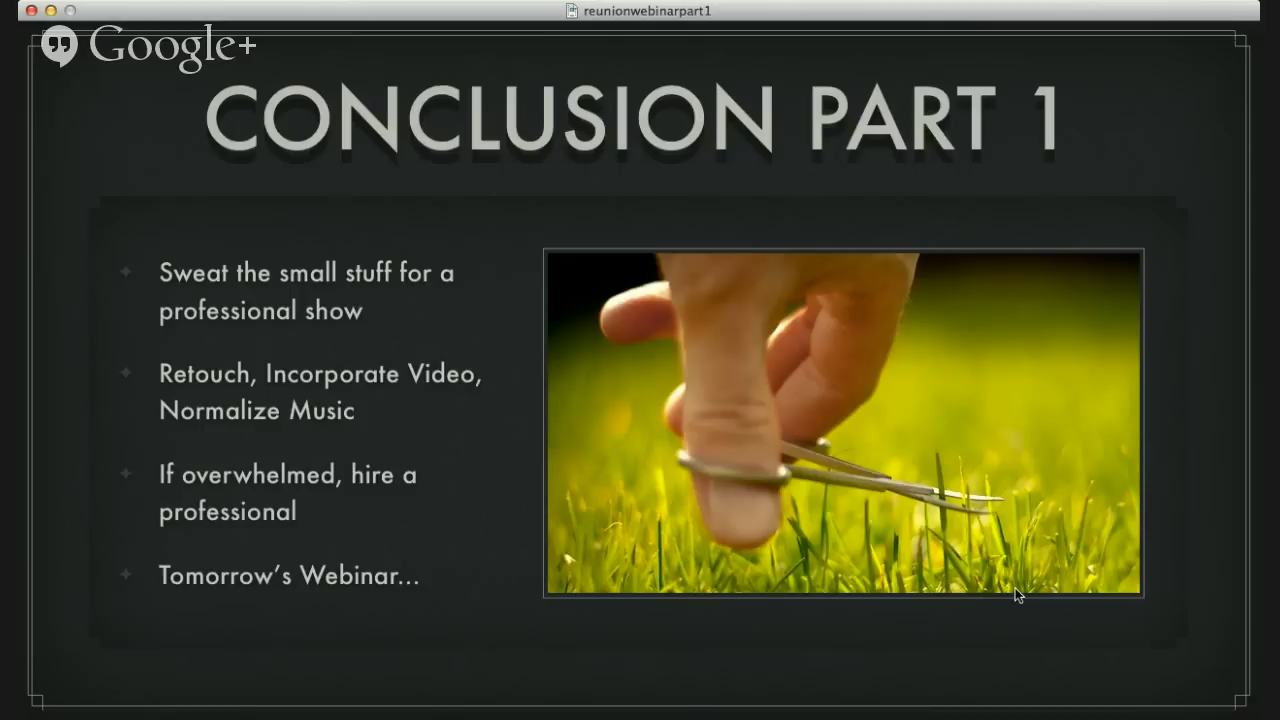 reunionwebinarpart1
Google+
CONCLUSION PART 1
Sweat the small stuff for a
professional show
Retouch, Incorporate Video,
Normalize Music
If overwhelmed, hire a
professional
Tomorrow's Webinar...